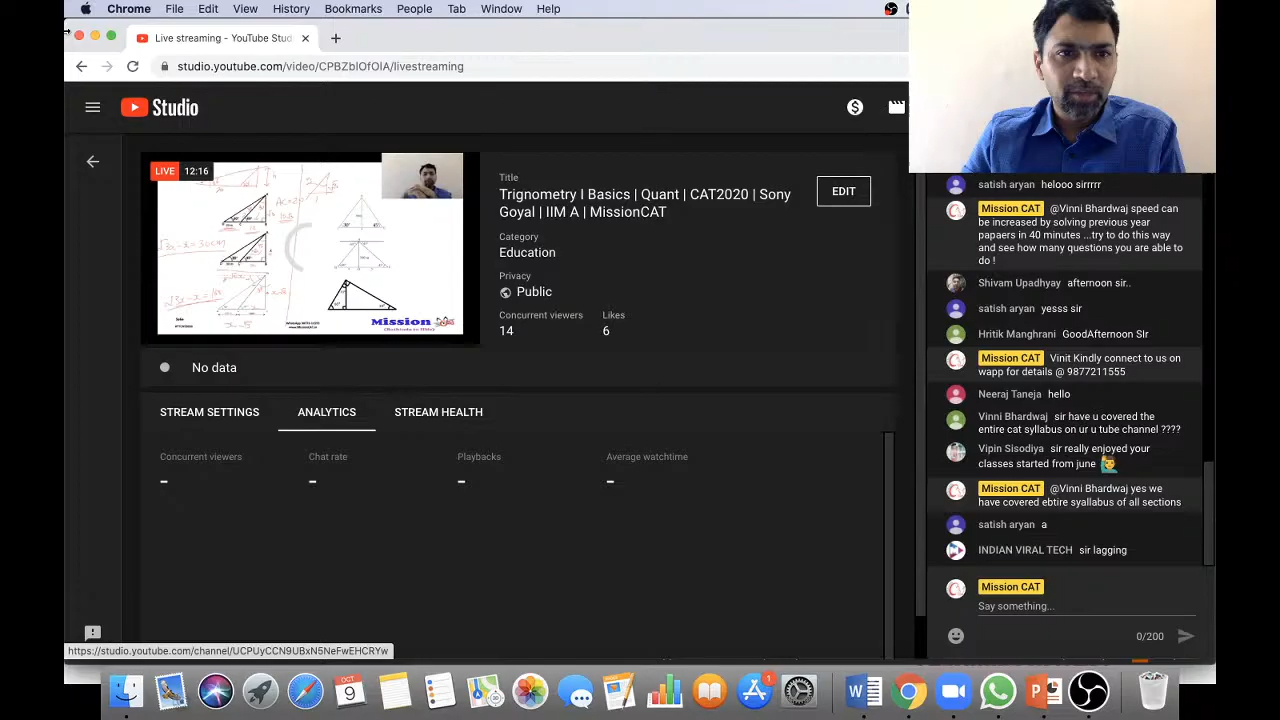 Chrome File Edit View History Bookmarks People Tab Window Help
Live streaming - YouTube Stud
studio.youtube.com/video/CPBZbIOfOIA/livestreaming
Studio
LIVE 12:16
Mission
Title
Trignometry I Basics | Quant | CAT2020 | Sony
Goyal | IIM A | MissionCAT
EDIT
Category
Education
Privacy
Public
Concurrent viewers Likes
14 6
No data
STREAM SETTINGS ANALYTICS STREAM HEALTH
Concurrent viewers Chat rate Playbacks Average watchtime
– – – –
https://studio.youtube.com/channel/UCPUyCCN9UBxN5NeFwEHCRYw
satish aryan helooo sirrrrr
Mission CAT @Vinni Bhardwaj speed can
be increased by solving previous year
papaers in 40 minutes ...try to do this way
and see how many questions you are able to
do !
Shivam Upadhyay afternoon sir..
satish aryan yesss sir
Hritik Manghrani GoodAfternoon SIr
Mission CAT Vinit Kindly connect to us on
wapp for details @ 9877211555
Neeraj Taneja hello
Vinni Bhardwaj sir have u covered the
entire cat syllabus on ur u tube channel ????
Vipin Sisodiya sir really enjoyed your
classes started from june
Mission CAT @Vinni Bhardwaj yes we
have covered ebtire syallabus of all sections
satish aryan a
INDIAN VIRAL TECH sir lagging
Mission CAT
Say something...
0/200
OCT
9
1